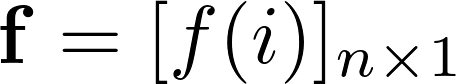 𝐟 = [f(i)]ₙ×₁